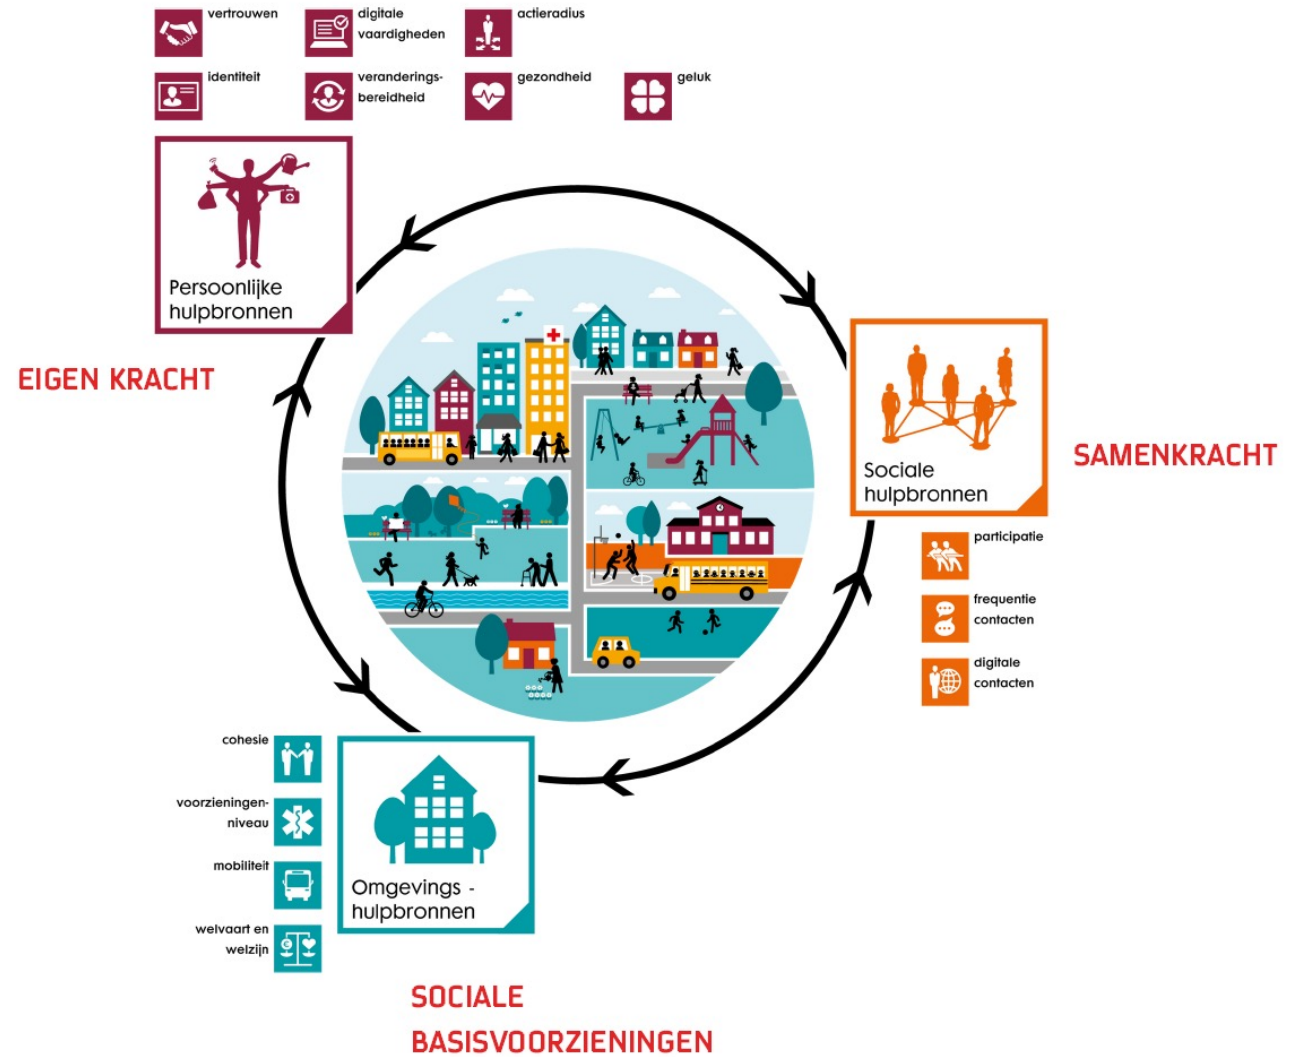 vertrouwen
digitale
vaardigheden
actieradius
identiteit
veranderings-
bereidheid
gezondheid
geluk
Persoonlijke
hulpbronnen
EIGEN KRACHT
Sociale
hulpbronnen
SAMENKRACHT
participatie
frequentie
contacten
digitale
contacten
cohesie
voorzieningen-
niveau
mobiliteit
welvaart en
welzijn
Omgevings -
hulpbronnen
SOCIALE
BASISVOORZIENINGEN